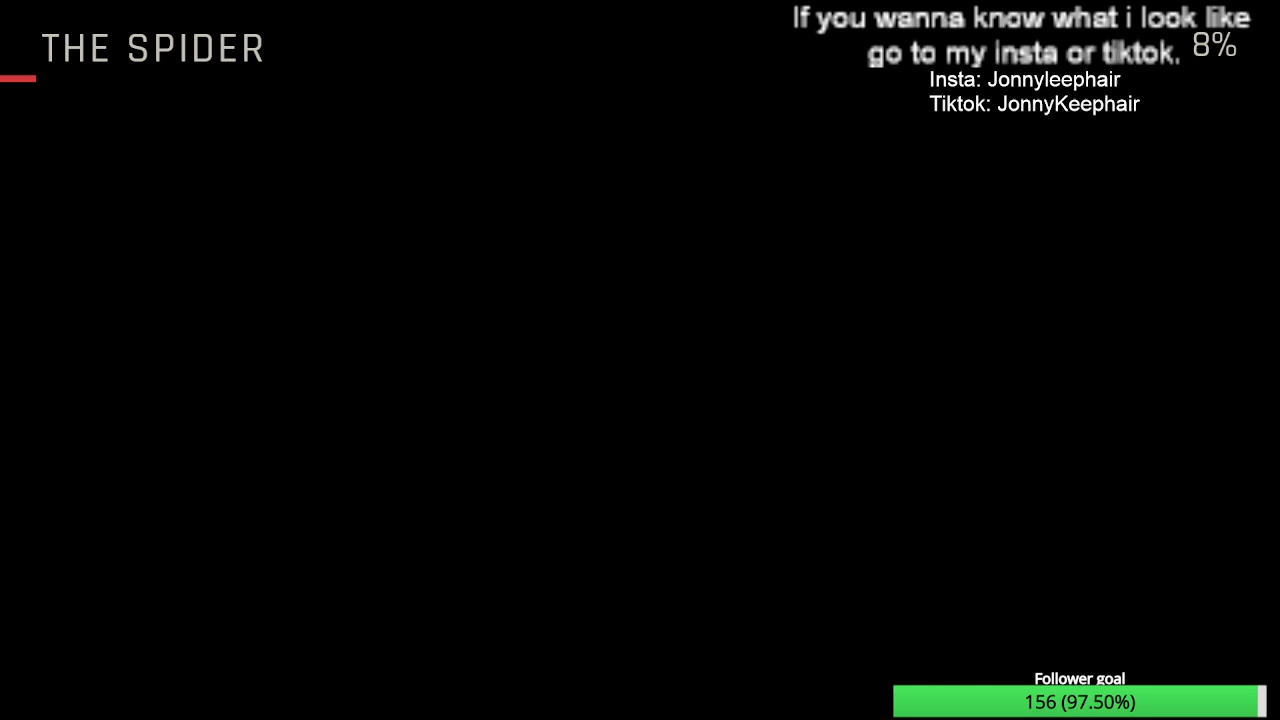 THE SPIDER
If you wanna know what i look like
go to my insta or tiktok.
8%
Insta: Jonnyleephair
Tiktok: JonnyKeephair
Follower goal
156 (97.50%)